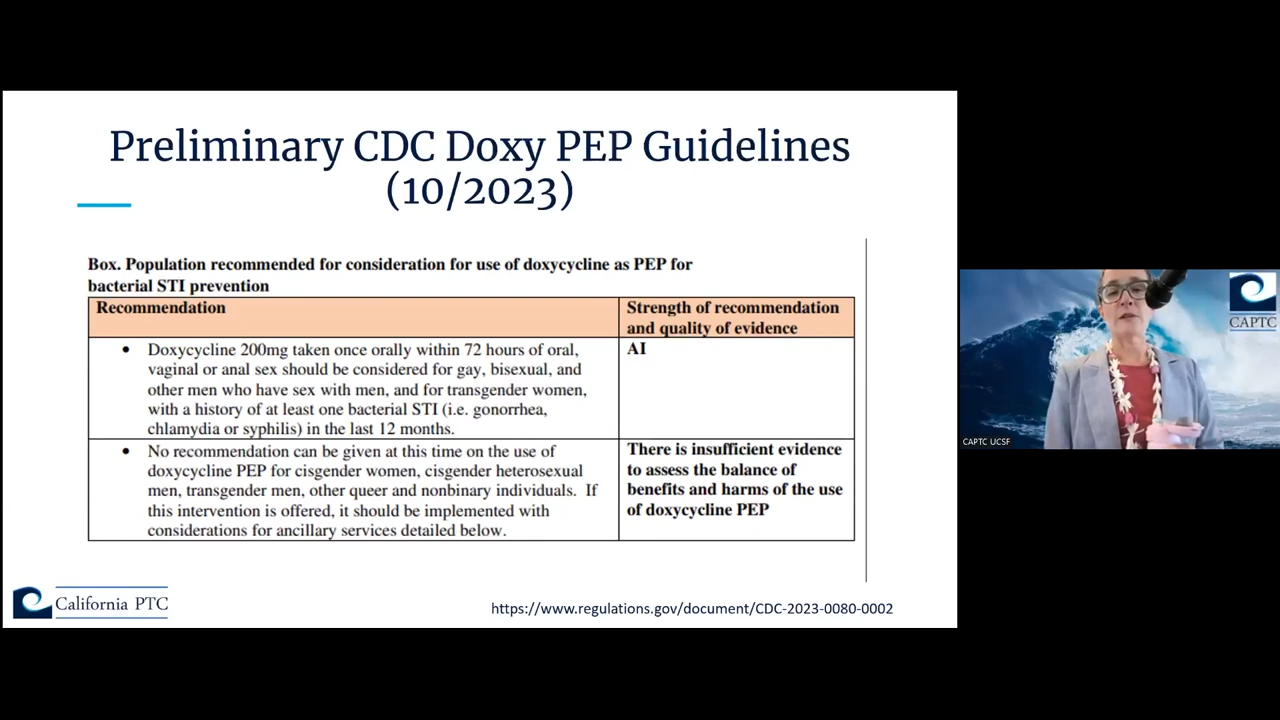 Preliminary CDC Doxy PEP Guidelines
(10/2023)
Box. Population recommended for consideration for use of doxycycline as PEP for
bacterial STI prevention
Recommendation
Strength of recommendation
and quality of evidence
• Doxycycline 200mg taken once orally within 72 hours of oral,
vaginal or anal sex should be considered for gay, bisexual, and
other men who have sex with men, and for transgender women,
with a history of at least one bacterial STI (i.e. gonorrhea,
chlamydia or syphilis) in the last 12 months.
AI
• No recommendation can be given at this time on the use of
doxycycline PEP for cisgender women, cisgender heterosexual
men, transgender men, other queer and nonbinary individuals.  If
this intervention is offered, it should be implemented with
considerations for ancillary services detailed below.
There is insufficient evidence
to assess the balance of
benefits and harms of the use
of doxycycline PEP
California PTC
https://www.regulations.gov/document/CDC-2023-0080-0002
CAPTC
CAPTC UCSF